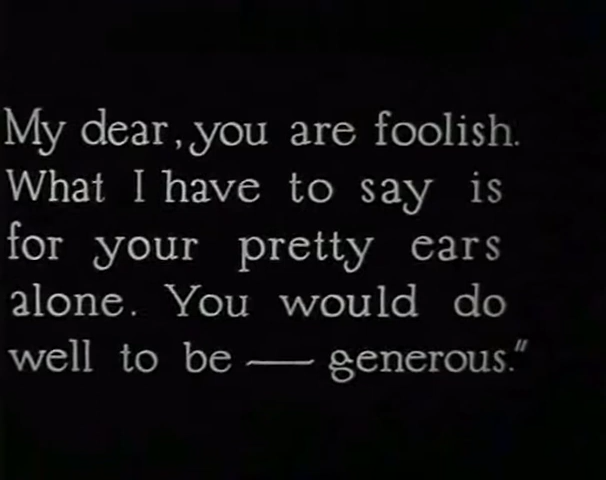 My dear, you are foolish.
What I have to say is
for your pretty ears
alone. You would do
well to be — generous."